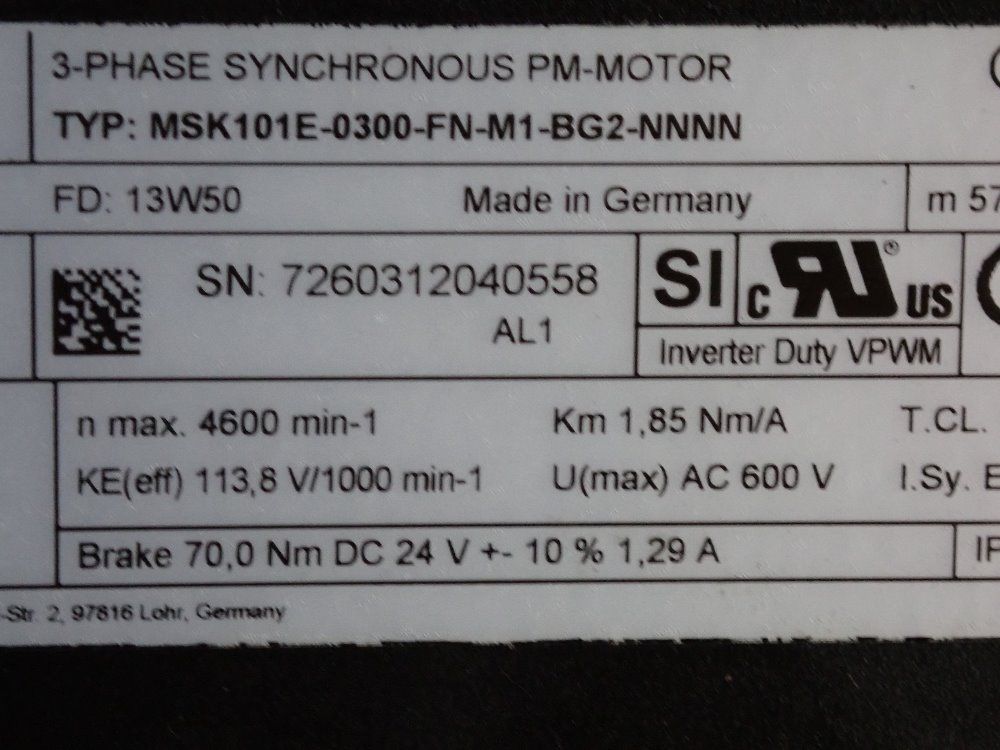 3-PHASE SYNCHRONOUS PM-MOTOR
TYP: MSK101E-0300-FN-M1-BG2-NNNN
FD: 13W50 Made in Germany m 57
SN: 7260312040558
AL1
SI c RU ® US
Inverter Duty VPWM
n max. 4600 min-1 Km 1,85 Nm/A T.CL.
KE(eff) 113,8 V/1000 min-1 U(max) AC 600 V I.Sy.
Brake 70,0 Nm DC 24 V +- 10 % 1,29 A
-Str. 2, 97816 Lohr, Germany